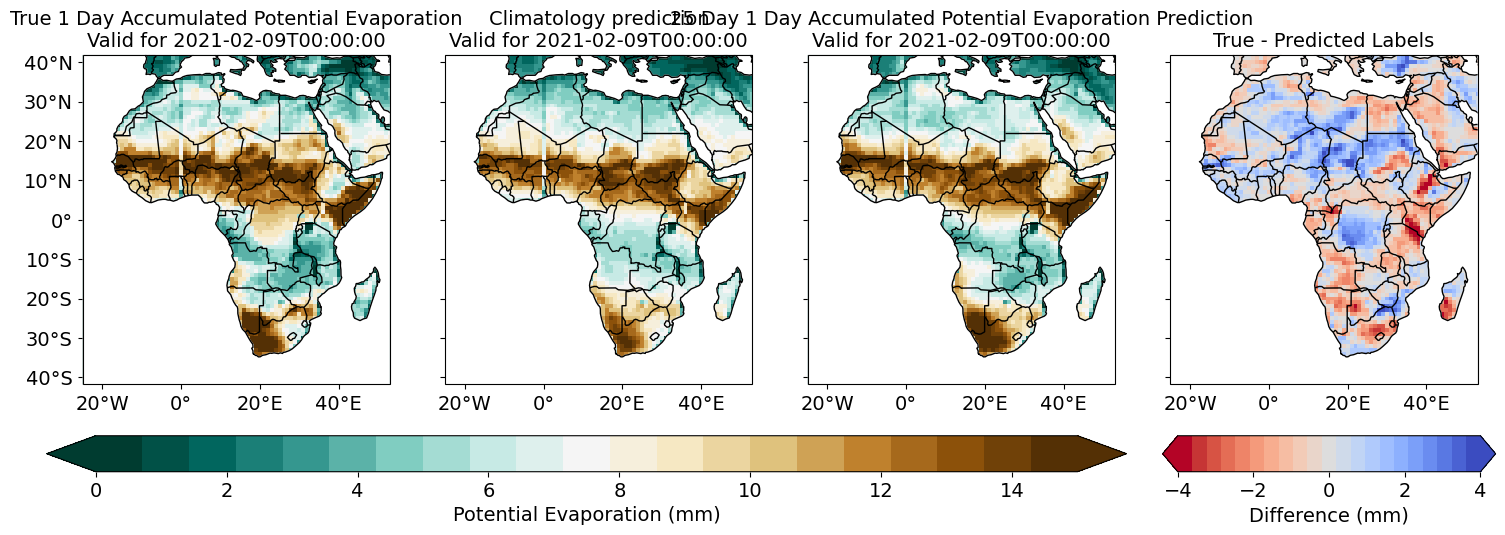 True 1 Day Accumulated Potential Evaporation
Valid for 2021-02-09T00:00:00
Climatology prediction
Valid for 2021-02-09T00:00:00
25 Day 1 Day Accumulated Potential Evaporation Prediction
Valid for 2021-02-09T00:00:00
True - Predicted Labels
40°N
30°N
20°N
10°N
0°
10°S
20°S
30°S
40°S
20°W 0° 20°E 40°E
20°W 0° 20°E 40°E
20°W 0° 20°E 40°E
20°W 0° 20°E 40°E
0 2 4 6 8 10 12 14
Potential Evaporation (mm)
−4 −2 0 2 4
Difference (mm)